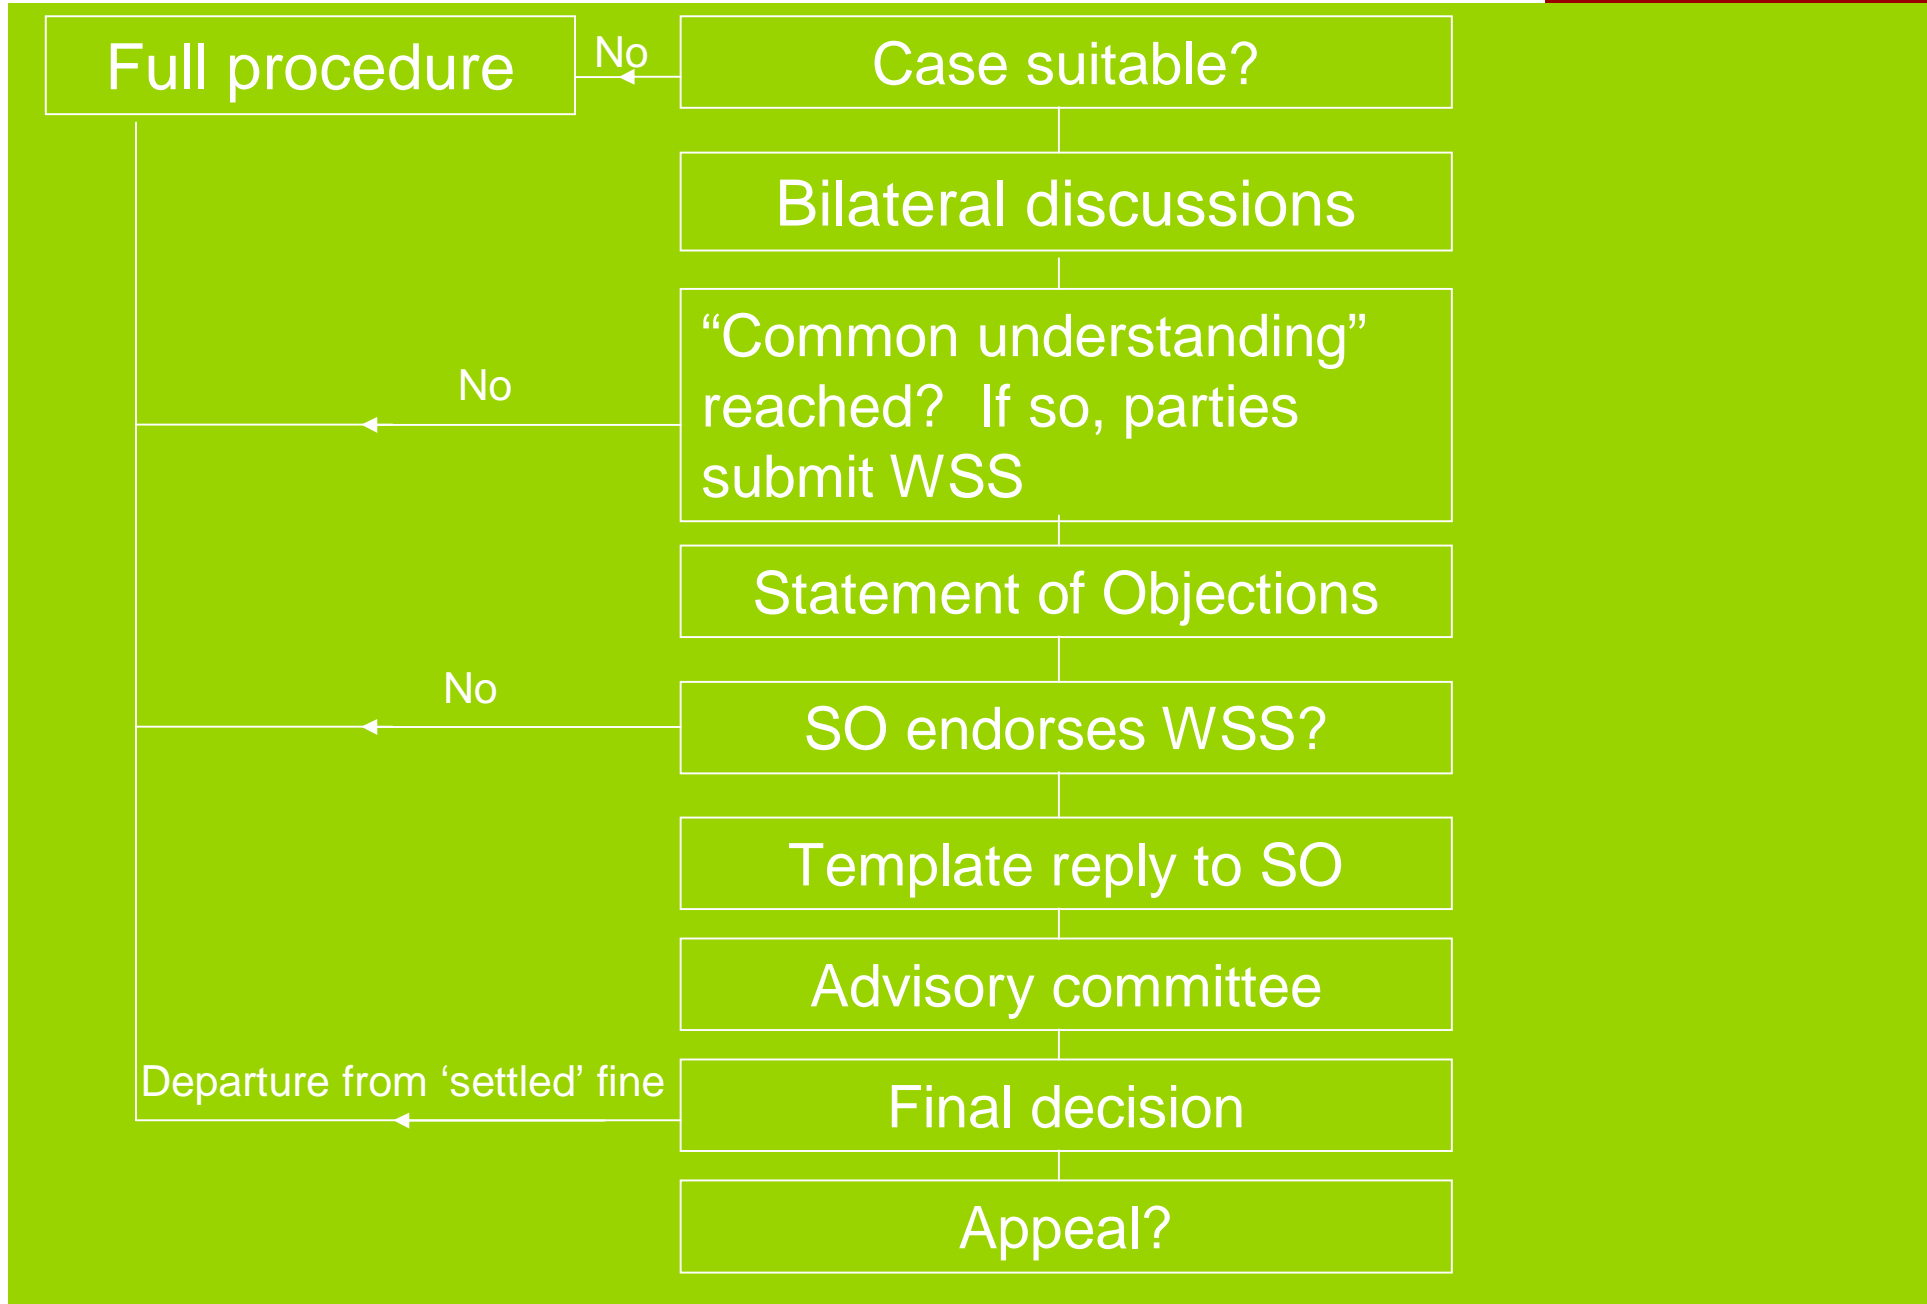 Full procedure
No
Case suitable?
Bilateral discussions
“Common understanding”
reached? If so, parties
submit WSS
No
Statement of Objections
No
SO endorses WSS?
Template reply to SO
Advisory committee
Departure from ‘settled’ fine
Final decision
Appeal?